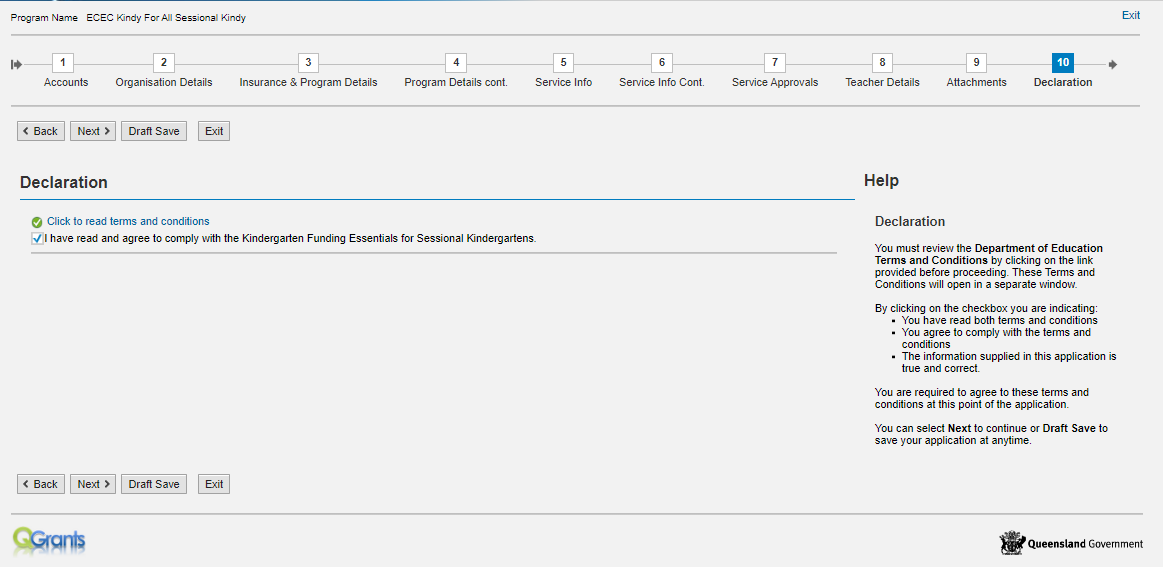 Program Name ECEC Kindy For All Sessional Kindy
Exit
1 2 3 4 5 6 7 8 9 10
Accounts Organisation Details Insurance & Program Details Program Details cont. Service Info Service Info Cont. Service Approvals Teacher Details Attachments Declaration
Back Next Draft Save Exit
Declaration
Click to read terms and conditions
I have read and agree to comply with the Kindergarten Funding Essentials for Sessional Kindergartens.
Help
Declaration
You must review the Department of Education
Terms and Conditions by clicking on the link
provided before proceeding. These Terms and
Conditions will open in a separate window.
By clicking on the checkbox you are indicating:
You have read both terms and conditions
You agree to comply with the terms and
conditions
The information supplied in this application is
true and correct.
You are required to agree to these terms and
conditions at this point of the application.
You can select Next to continue or Draft Save to
save your application at anytime.
Back Next Draft Save Exit
QGrants
Queensland Government